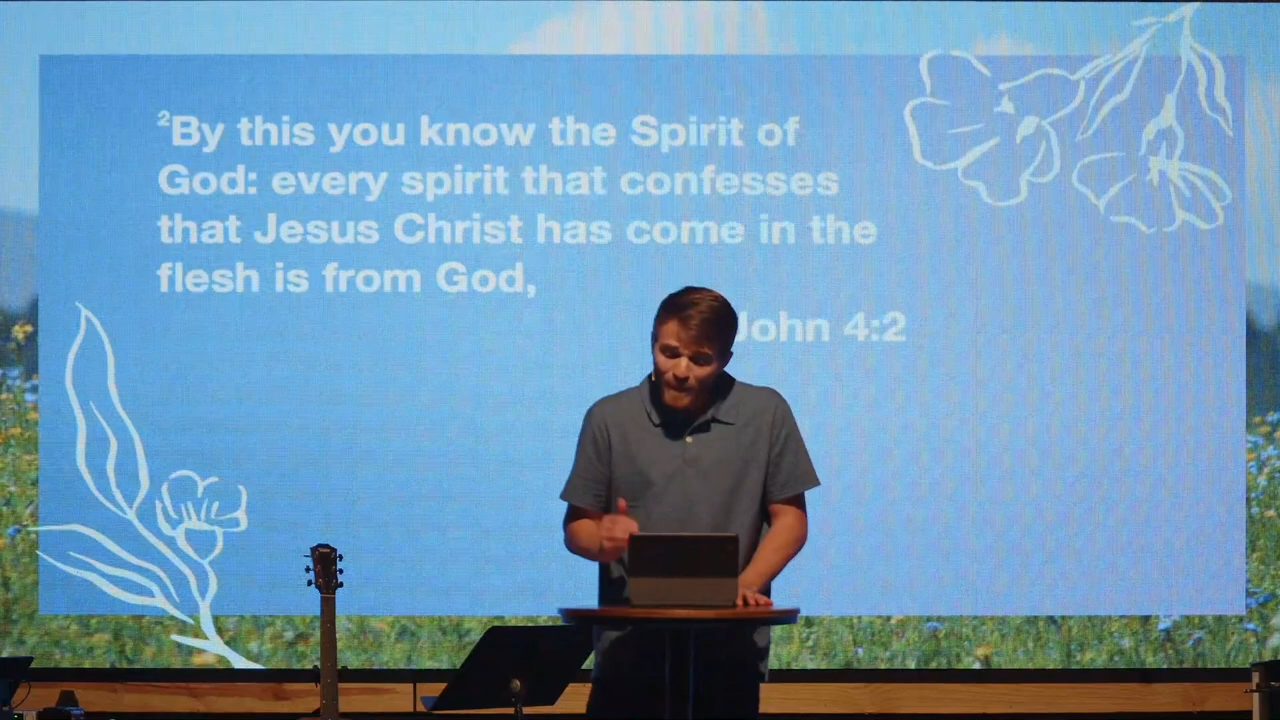 ²By this you know the Spirit of
God: every spirit that confesses
that Jesus Christ has come in the
flesh is from God,
John 4:2